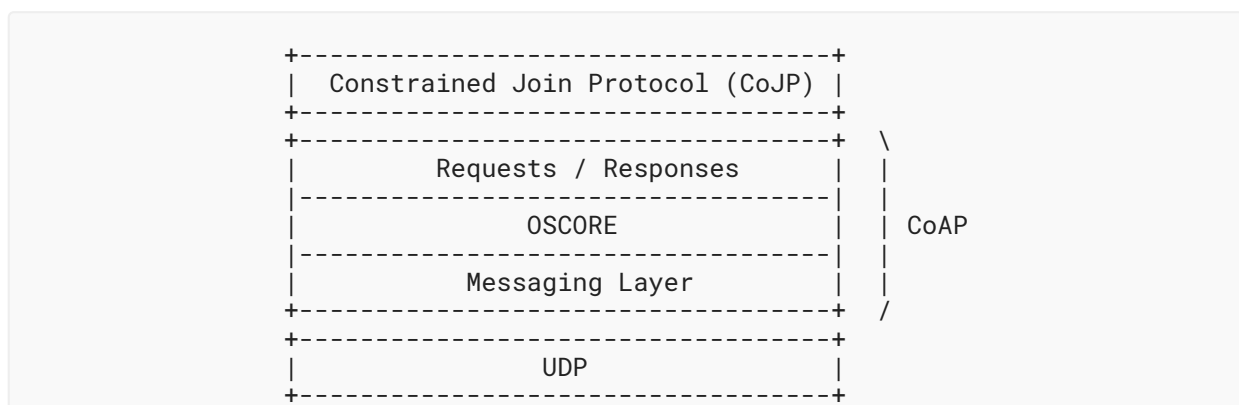 +-----------------------------------+
|  Constrained Join Protocol (CoJP) |
+-----------------------------------+
+-----------------------------------+  \
|         Requests / Responses      |  |
|-----------------------------------|  |
|               OSCORE              |  | CoAP
|-----------------------------------|  |
|           Messaging Layer         |  |
+-----------------------------------+  /
+-----------------------------------+
|                UDP                |
+-----------------------------------+